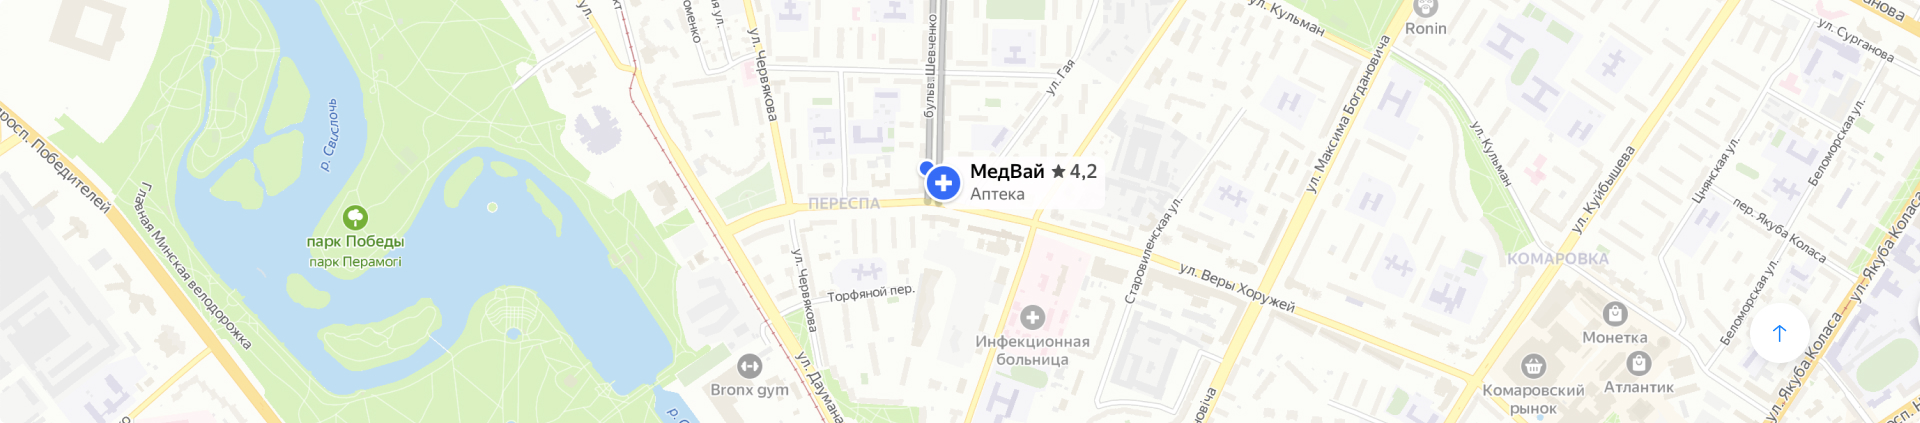 просп. Победителей
Главная Минская велодорожка
р. Свислочь
парк Победы
парк Перамогі
ул. Червякова
бульв. Шевченко
ул. Гая
МедВай ★ 4,2
Аптека
ПЕРЕСПА
ул. Червякова
Торфяной пер.
ул. Даумана
Bronx gym
Инфекционная
больница
Старовиленская ул.
ул. Веры Хоружей
ул. Максима Богдановича
ул. Кульман
Ronin
ул. Кульман
ул. Куйбышева
КОМАРОВКА
Цнянская ул.
пер. Якуба Коласа
Беломорская ул.
Беломорская ул.
ул. Сурганова
ул. Якуба Коласа
ул. Якуба Коласа
Монетка
Атлантик
Комаровский
рынок